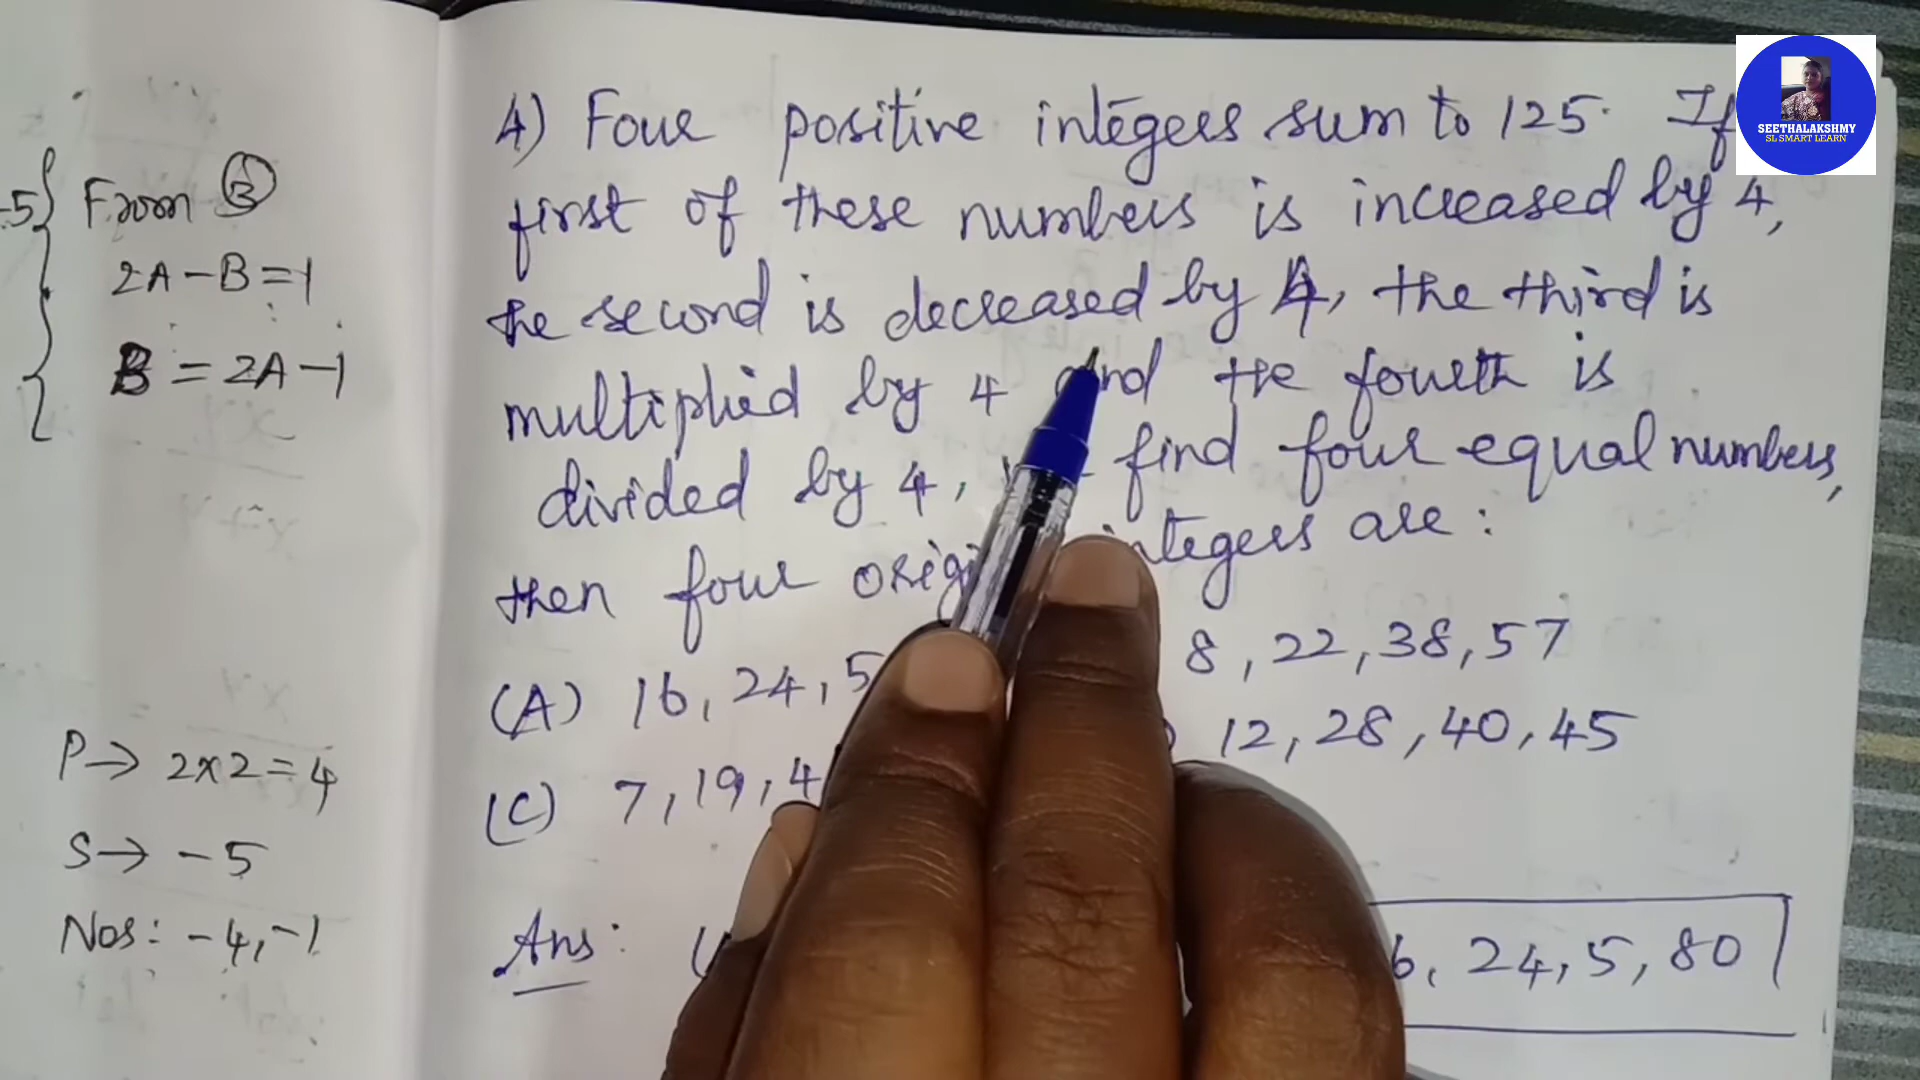 -5 From 3
2A - B = 1
B = 2A - 1
P → 2×2 = 4
S → -5
Nos: -4, -1
4) Four positive integers sum to 125. If
first of these numbers is increased by 4,
the second is decreased by 4, the third is
multiplied by 4 and the fourth is
divided by 4, find four equal numbers,
then four integers are:
(A) 16, 24, 5 8, 22, 38, 57
12, 28, 40, 45
(C) 7, 19, 4
Ans: 6, 24, 5, 80
SEETHALAKSHMY
SL SMART LEARN